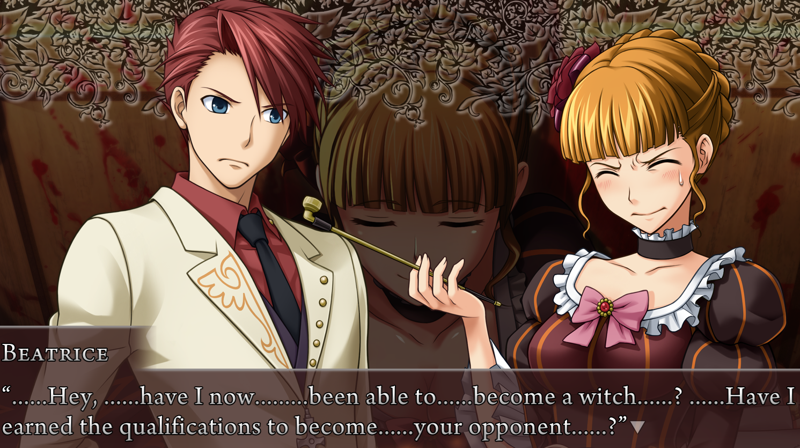 BEATRICE
“......Hey, ......have I now.........been able to......become a witch......? ......Have I
earned the qualifications to become......your opponent......?”